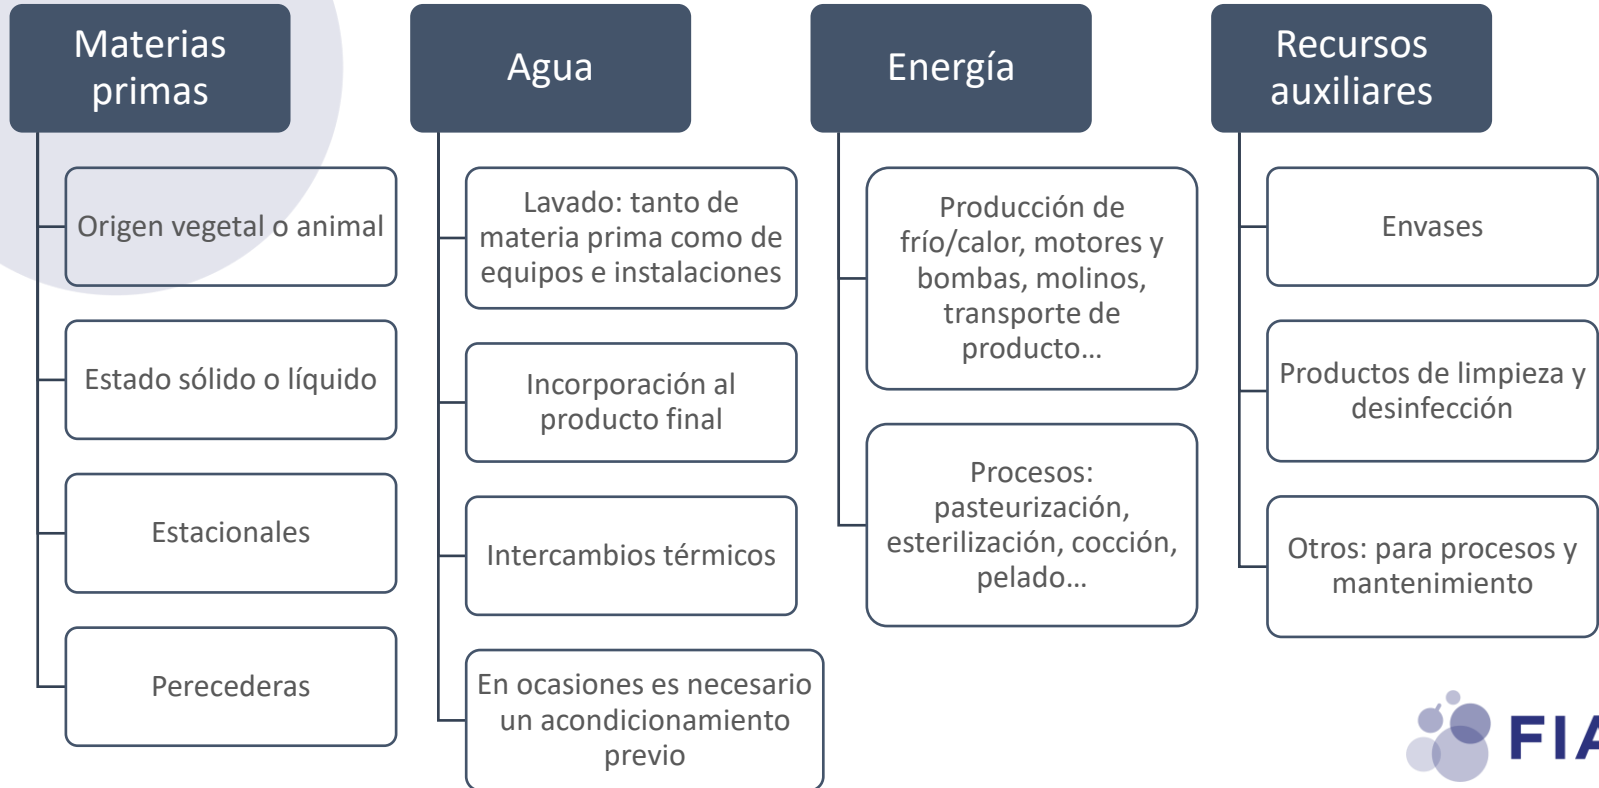 Materias
primas
Origen vegetal o animal
Estado sólido o líquido
Estacionales
Perecederas
Agua
Lavado: tanto de
materia prima como de
equipos e instalaciones
Incorporación al
producto final
Intercambios térmicos
En ocasiones es necesario
un acondicionamiento
previo
Energía
Producción de
frío/calor, motores y
bombas, molinos,
transporte de
producto...
Procesos:
pasteurización,
esterilización, cocción,
pelado...
Recursos
auxiliares
Envases
Productos de limpieza y
desinfección
Otros: para procesos y
mantenimiento
FIA